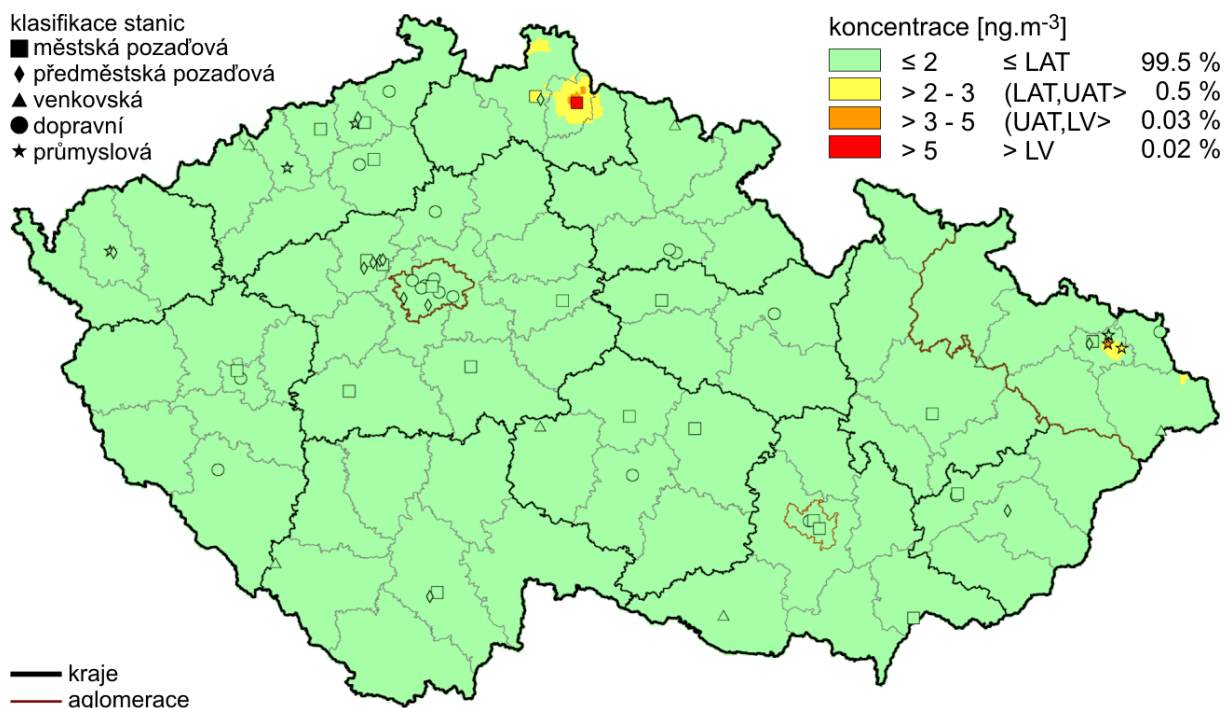 klasifikace stanic
městská pozaďová
předměstská pozaďová
venkovská
dopravní
průmyslová
koncentrace [ng.m-3]
≤ 2 ≤ LAT 99.5 %
> 2 - 3 (LAT,UAT> 0.5 %
> 3 - 5 (UAT,LV> 0.03 %
> 5 > LV 0.02 %
kraje
aglomerace